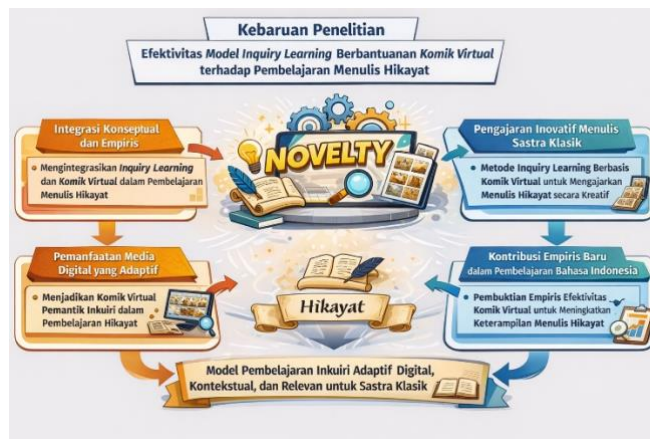 Kebaruan Penelitian
Efektivitas Model Inquiry Learning Berbantuanan Komik Virtual
terhadap Pembelajaran Menulis Hikayat
Integrasi Konseptual
dan Empiris
Mengintegrasikan Inquiry Learning
dan Komik Virtual dalam Pembelajaran
Menulis Hikayat
NOVELTY
Pengajaran Inovatif Menulis
Sastra Klasik
Metode Inquiry Learning Berbasis
Komik Virtual untuk Mengajarkan
Menulis Hikayat secara Kreatif
Pemanfaatan Media
Digital yang Adaptif
Menjadikan Komik Virtual
Pemantik Inkuiri dalam
Pembelajaran Hikayat
Hikayat
Kontribusi Empiris Baru
dalam Pembelajaran Bahasa Indonesia
Pembuktian Empiris Efektivitas
Komik Virtual untuk Meningkatkan
Keterampilan Menulis Hikayat
Model Pembelajaran Inkuiri Adaptif Digital,
Kontekstual, dan Relevan untuk Sastra Klasik